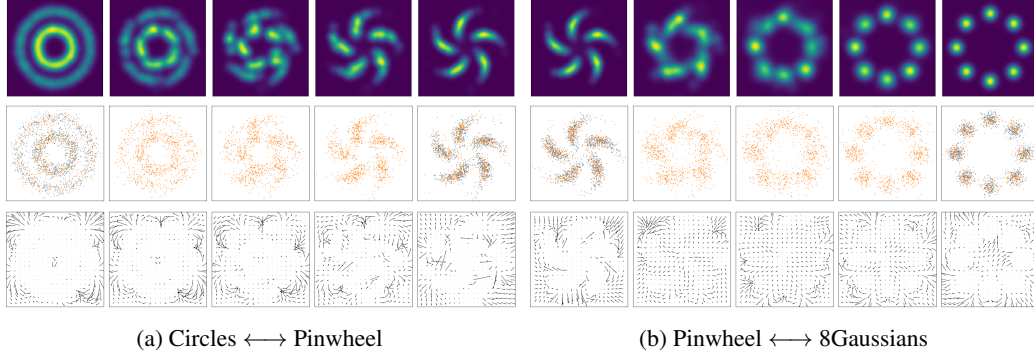 (a) Circles ⟷ Pinwheel
(b) Pinwheel ⟷ 8Gaussians